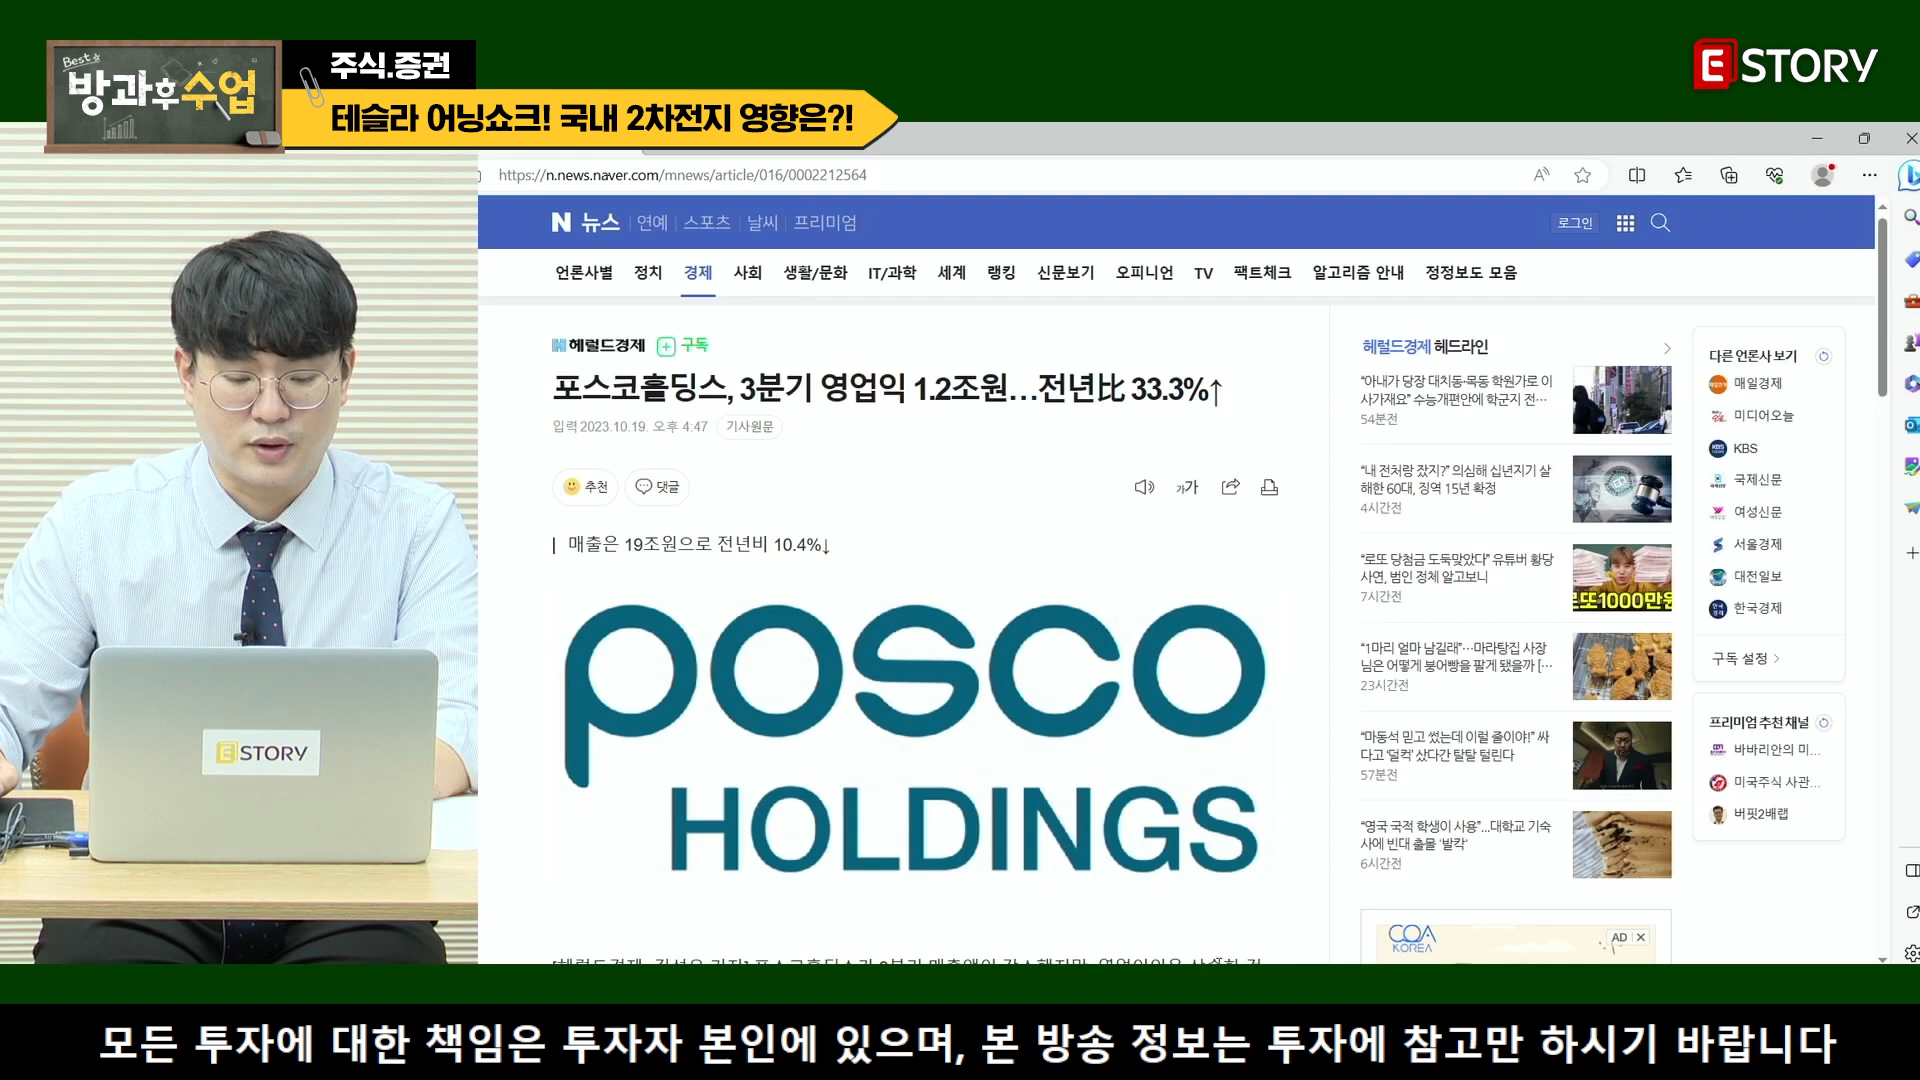 Best
방과후수업
주식.증권
테슬라 어닝쇼크! 국내 2차전지 영향은?!
E STORY
https://n.news.naver.com/mnews/article/016/0002212564
N 뉴스 연예 스포츠 날씨 프리미엄
로그인
언론사별 정치 경제 사회 생활/문화 IT/과학 세계 랭킹 신문보기 오피니언 TV 팩트체크 알고리즘 안내 정정보도 모음
헤럴드경제 구독
포스코홀딩스, 3분기 영업익 1.2조원…전년比 33.3%↑
입력 2023.10.19. 오후 4:47 기사원문
추천 댓글
가가
매출은 19조원으로 전년비 10.4%↓
posco
HOLDINGS
헤럴드경제 헤드라인
“아내가 당장 대치동·목동 학원가로 이
사가재요” 수능개편안에 학군지 전…
54분전
“내 전처랑 잤지?” 의심해 십년지기 살
해한 60대, 징역 15년 확정
4시간전
“로또 당첨금 도둑맞았다” 유튜버 황당
사연, 범인 정체 알고보니
7시간전
로또1000만원
“1마리 얼마 남길래”…마라탕집 사장
님은 어떻게 붕어빵을 팔게 됐을까 […
23시간전
“마동석 믿고 썼는데 이럴 줄이야!” 싸
다고 ‘덜컥’ 샀다간 탈탈 털린다
57분전
“영국 국적 학생이 사용”...대학교 기숙
사에 빈대 출몰 ‘발칵’
6시간전
COA
KOREA
AD
다른 언론사 보기
매일경제
미디어오늘
KBS
국제신문
여성신문
서울경제
대전일보
한국경제
구독 설정
프리미엄 추천 채널
바바리안의 미...
미국주식 사관...
버핏2배랩
E STORY
모든 투자에 대한 책임은 투자자 본인에 있으며, 본 방송 정보는 투자에 참고만 하시기 바랍니다